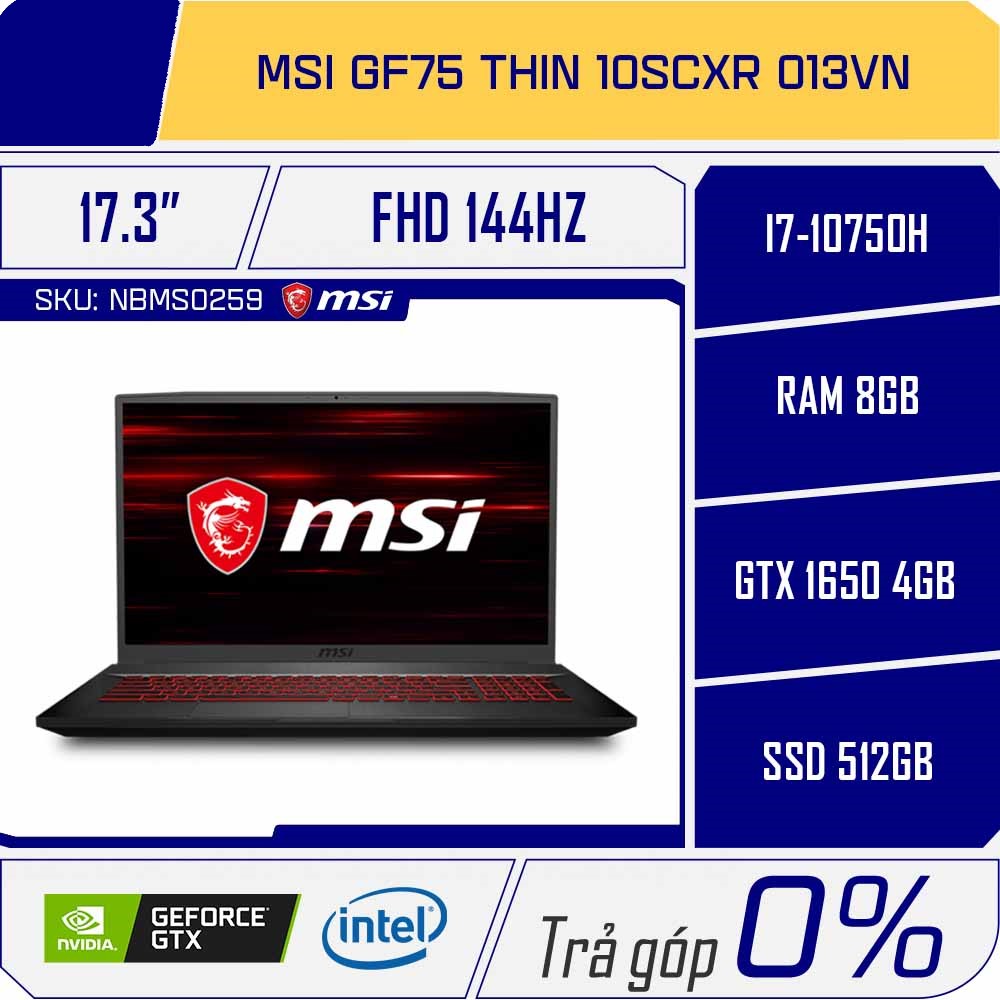 MSI GF75 THIN 10SCXR 013VN
17.3"
FHD 144HZ
SKU: NBMS0259
msi
I7-10750H
RAM 8GB
GTX 1650 4GB
SSD 512GB
msi
msi
NVIDIA.
GEFORCE
GTX
intel
Trả góp 0%